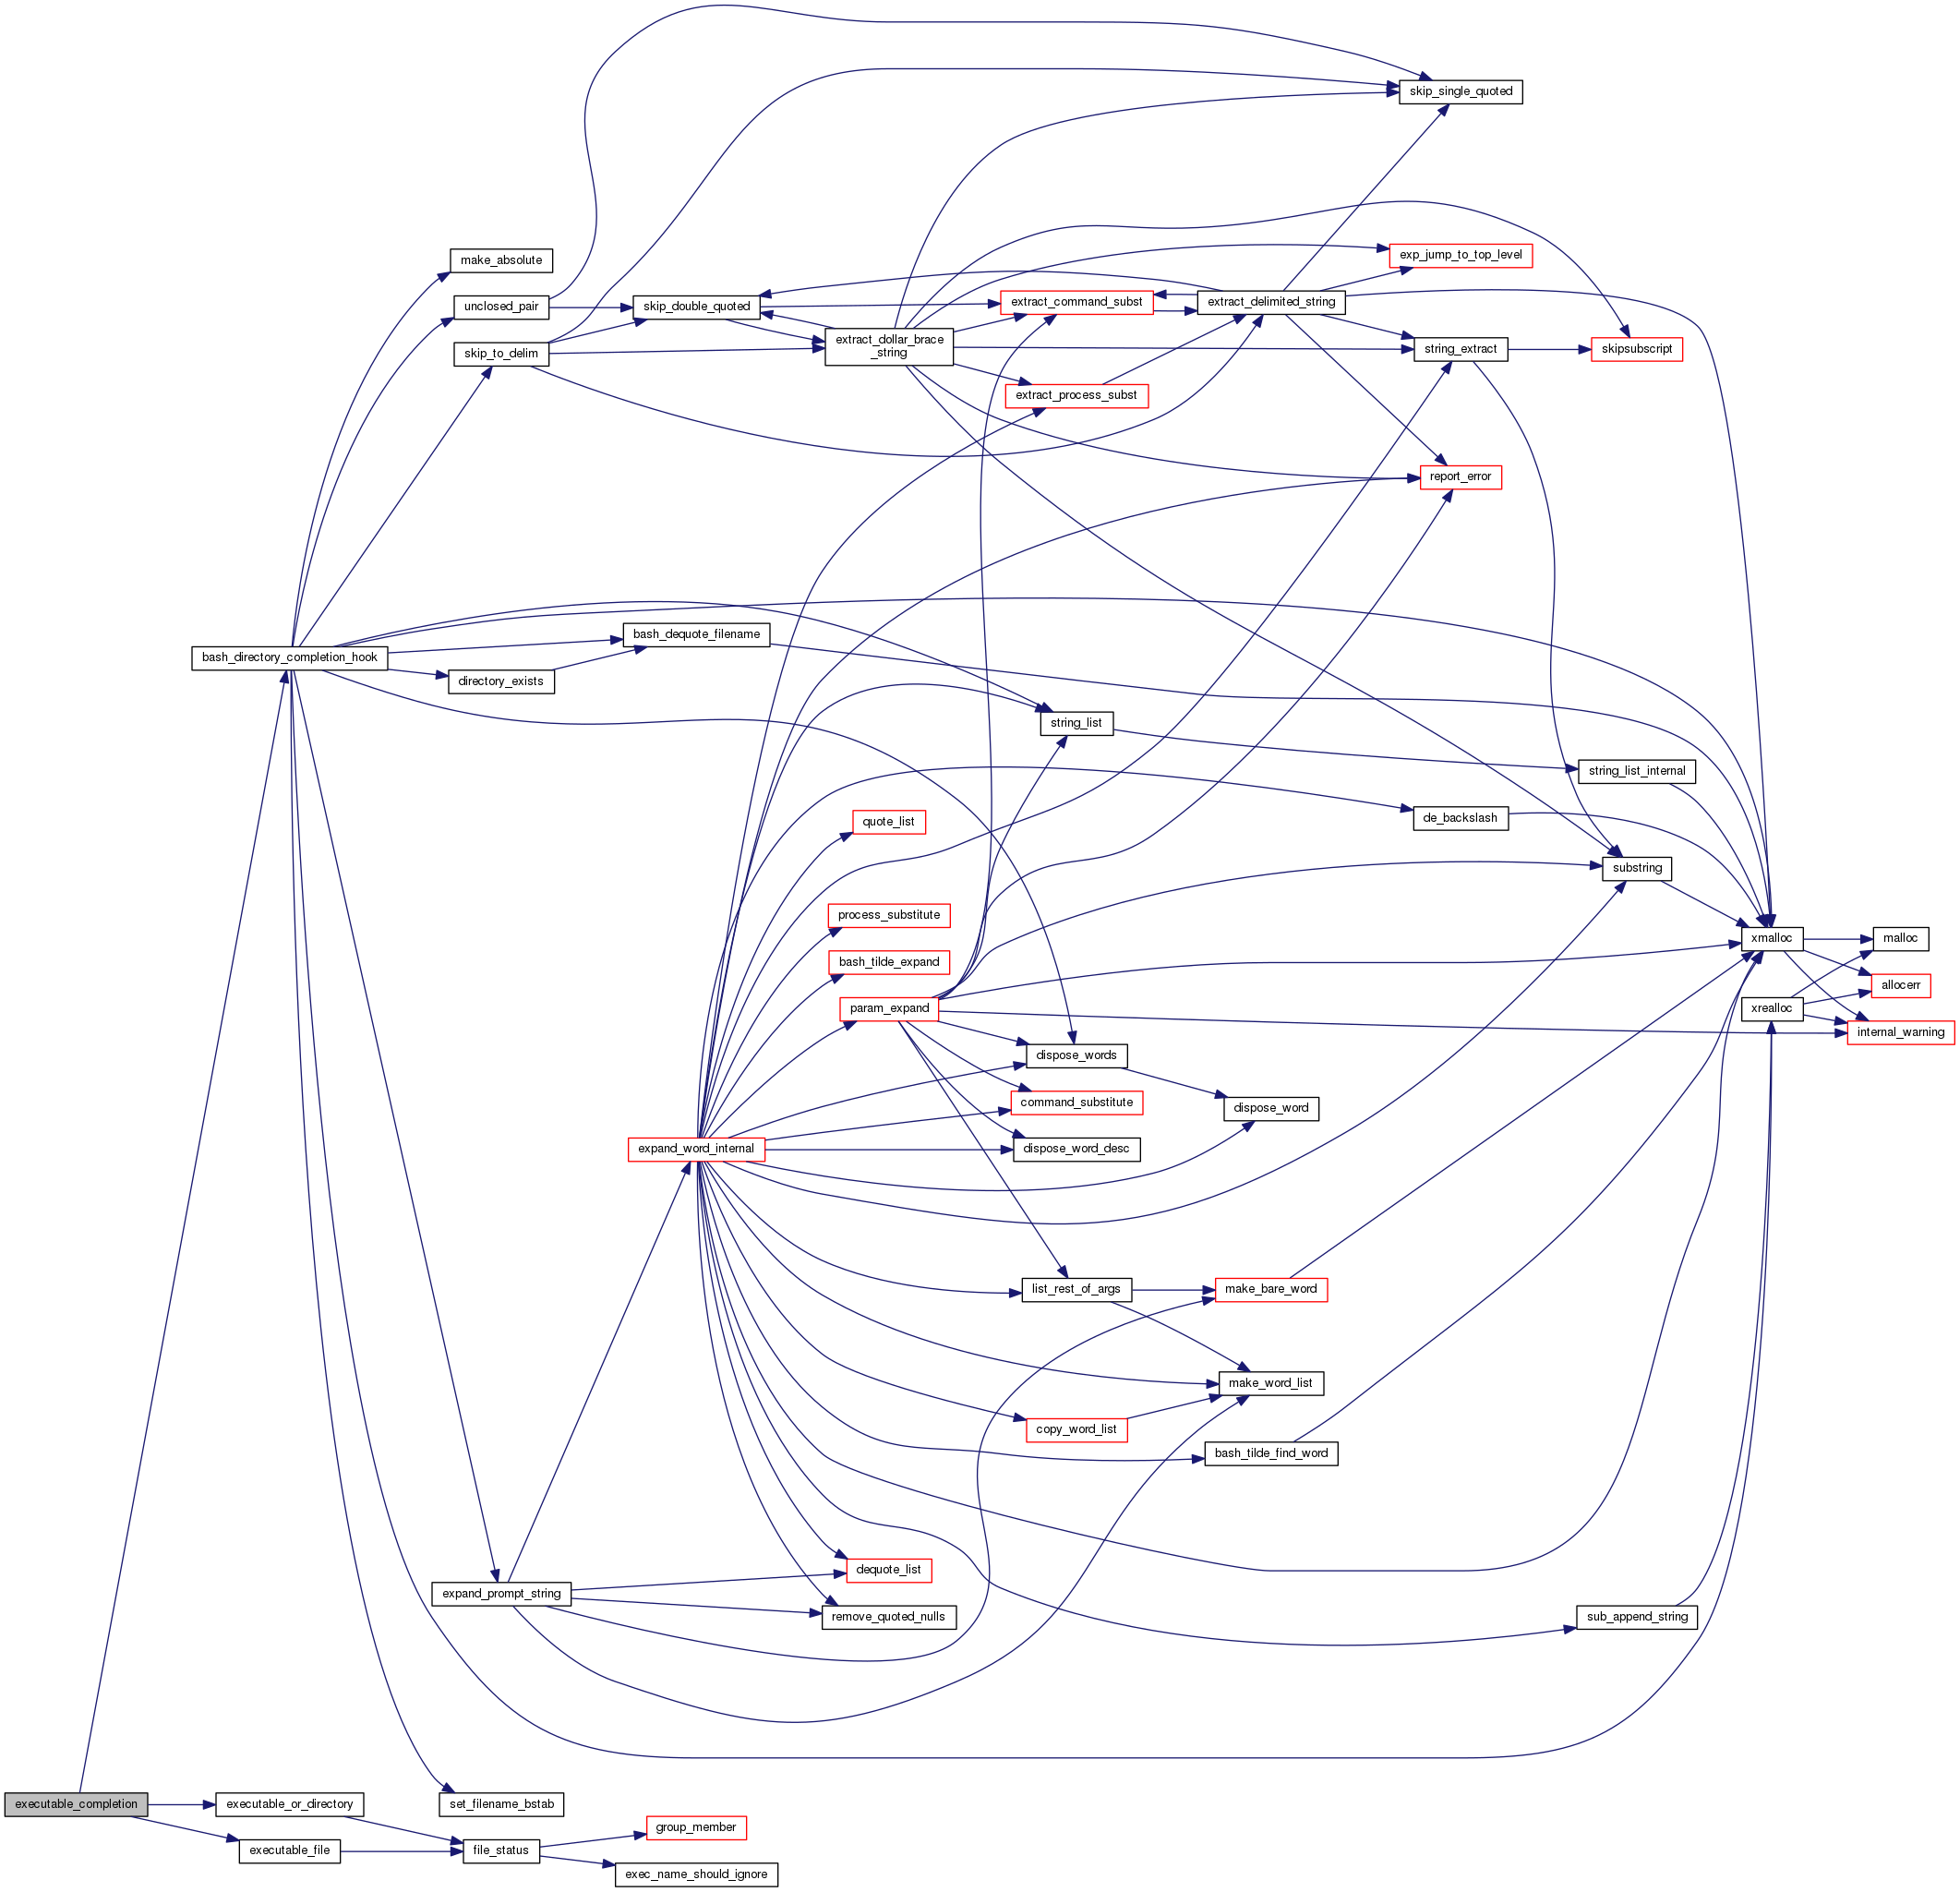 skip_single_quoted
make_absolute
exp_jump_to_top_level
unclosed_pair
skip_double_quoted
extract_command_subst
extract_delimited_string
skip_to_delim
extract_dollar_brace
_string
string_extract
skipsubscript
extract_process_subst
report_error
bash_dequote_filename
bash_directory_completion_hook
directory_exists
string_list
string_list_internal
quote_list
de_backslash
substring
process_substitute
xmalloc
malloc
bash_tilde_expand
allocerr
param_expand
xrealloc
internal_warning
dispose_words
command_substitute
dispose_word
expand_word_internal
dispose_word_desc
list_rest_of_args
make_bare_word
make_word_list
copy_word_list
bash_tilde_find_word
dequote_list
expand_prompt_string
remove_quoted_nulls
sub_append_string
executable_completion
executable_or_directory
set_filename_bstab
group_member
executable_file
file_status
exec_name_should_ignore